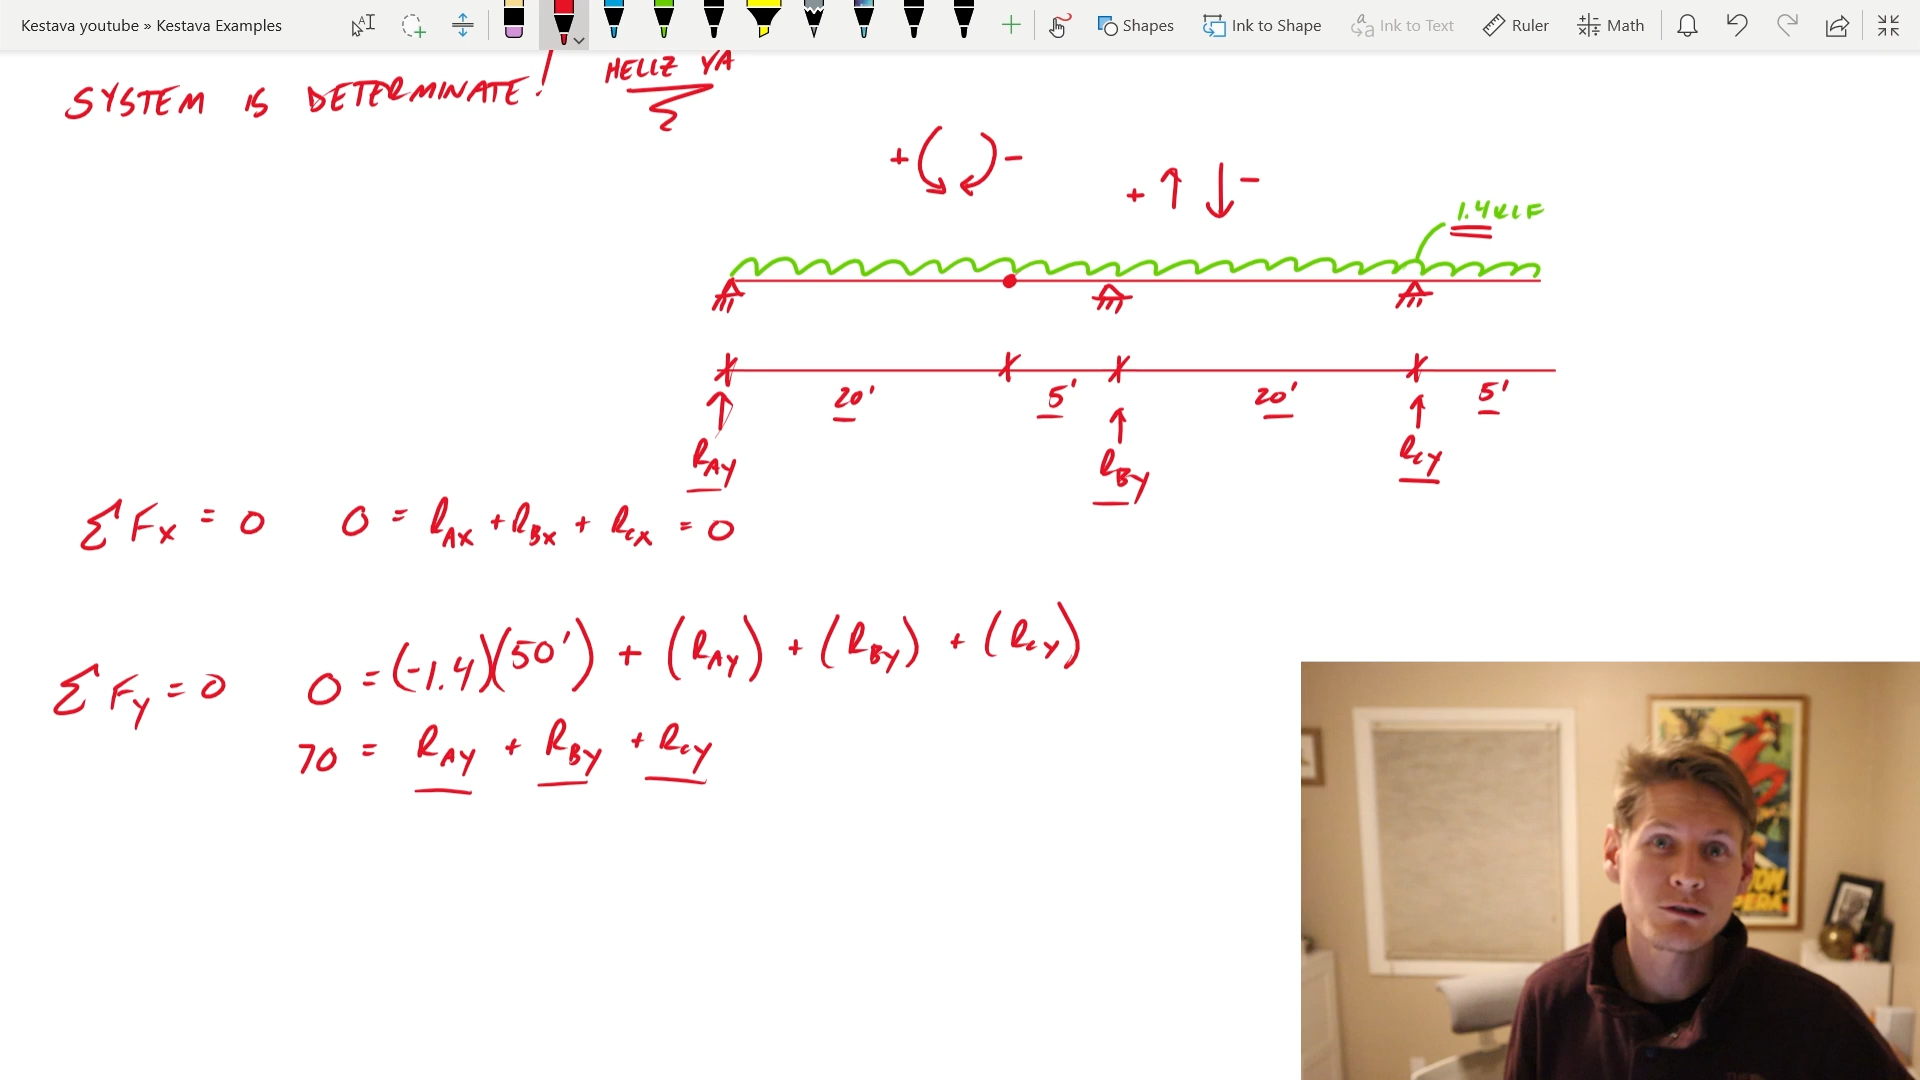 Kestava youtube » Kestava Examples
Shapes
Ink to Shape
Ink to Text
Ruler
Math
SYSTEM IS DETERMINATE! HELLZ YA
+ -
+ -
1.4 KLF
20' 5' 20' 5'
RAY RBY RCY
ΣFx = 0 0 = RAX + RBX + RCX = 0
ΣFy = 0 0 = (-1.4)(50') + (RAY) + (RBY) + (RCY)
70 = RAY + RBY + RCY